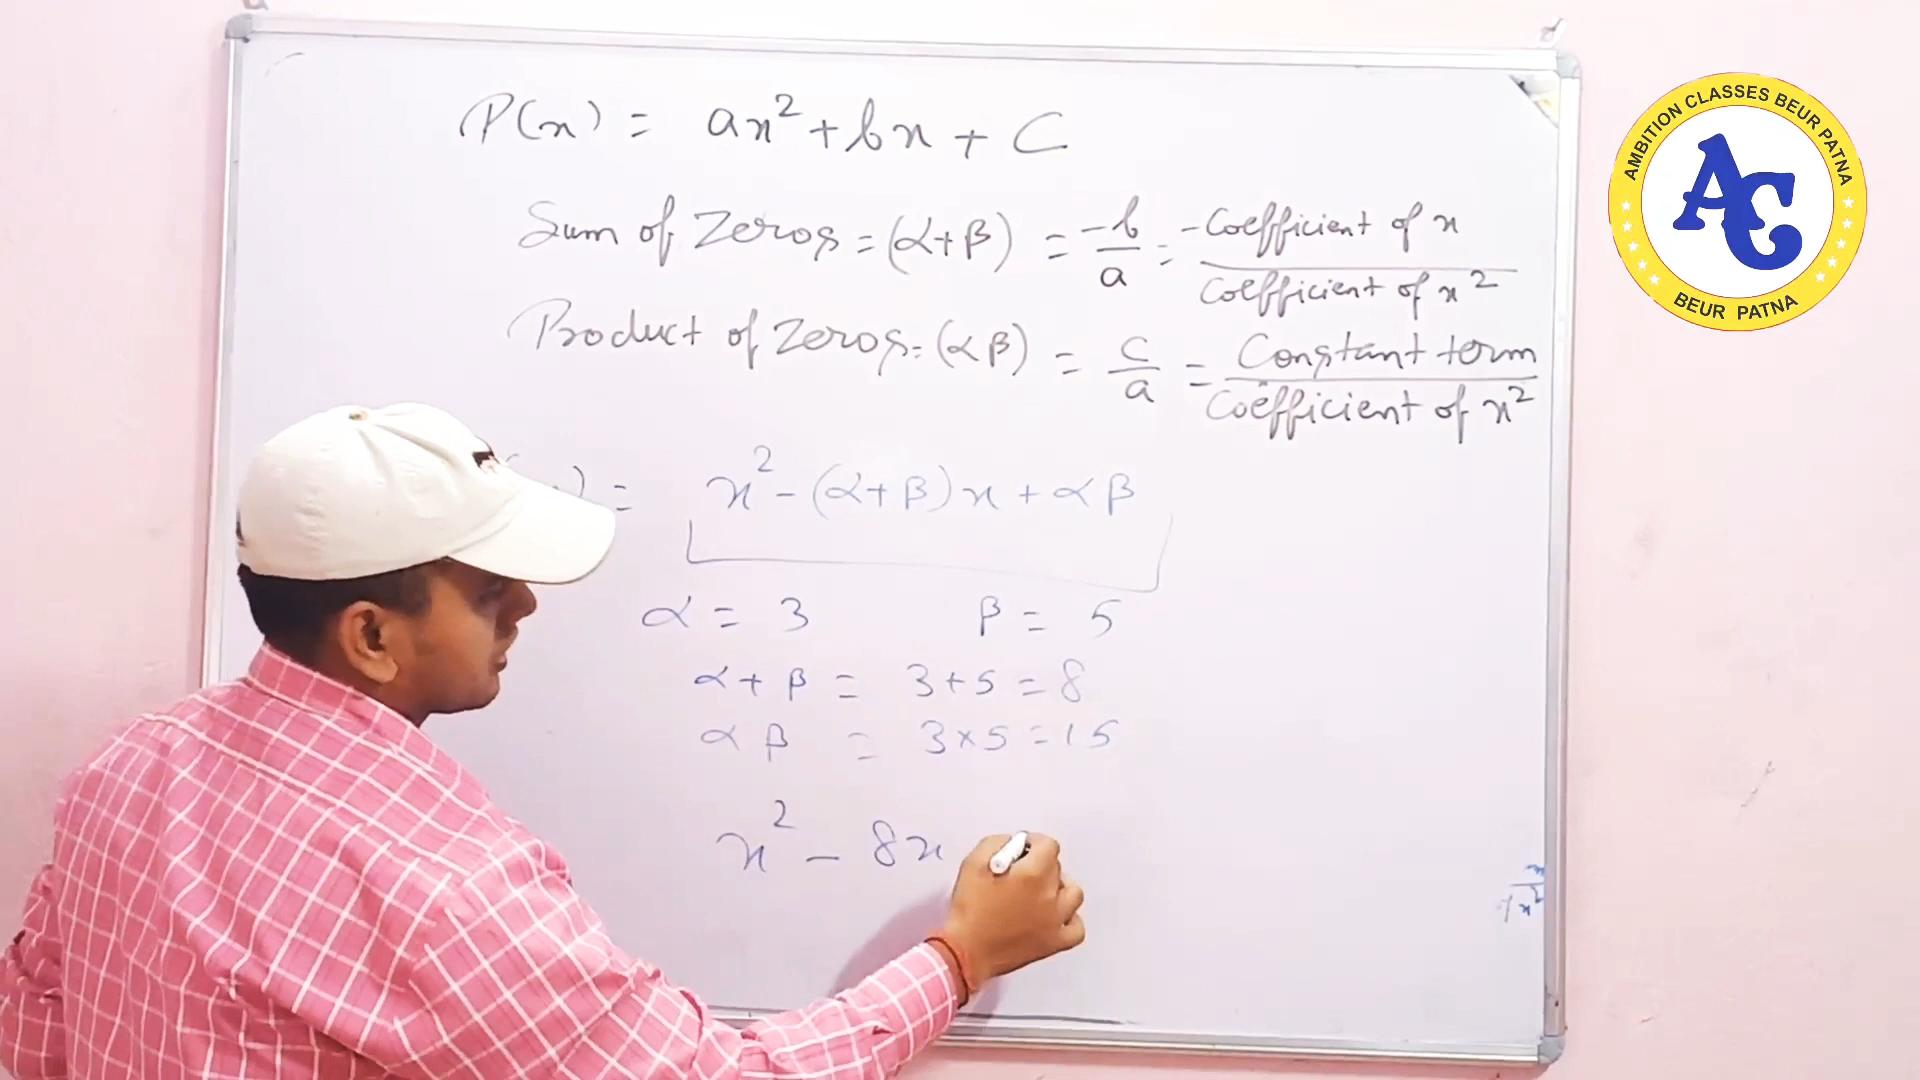 P(x) = ax² + bx + C
Sum of Zeros = (α+β) = -b/a = -Coefficient of x / Coefficient of x²
Product of Zeros = (αβ) = c/a = Constant term / Coefficient of x²
) = x² - (α+β)x + αβ
α = 3 β = 5
α+β = 3+5 = 8
αβ = 3×5 = 15
x² - 8x
AMBITION CLASSES BEUR PATNA
AC
BEUR PATNA